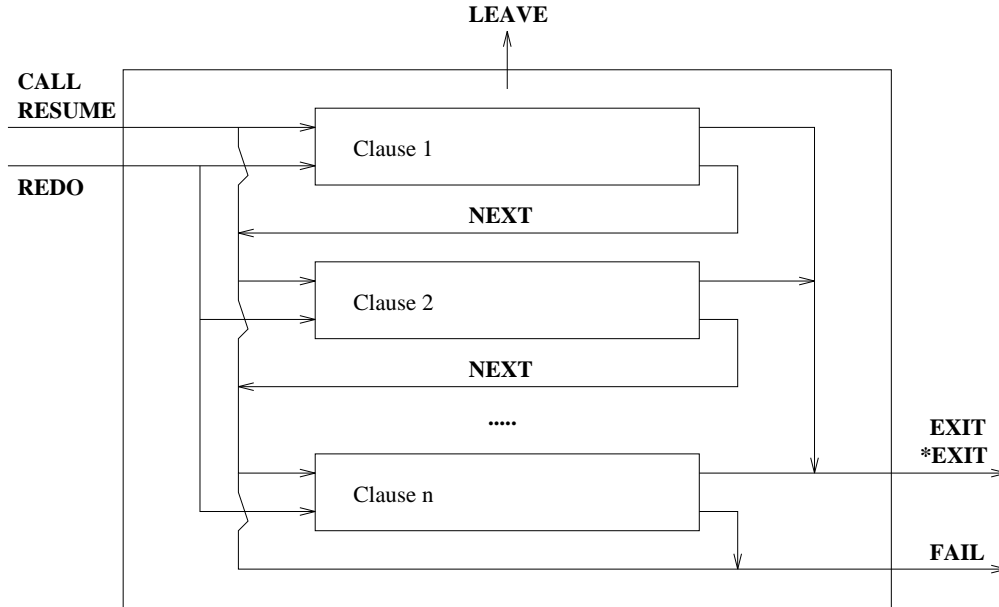 LEAVE
CALL
RESUME
REDO
Clause 1
NEXT
Clause 2
NEXT
.....
Clause n
EXIT
*EXIT
FAIL